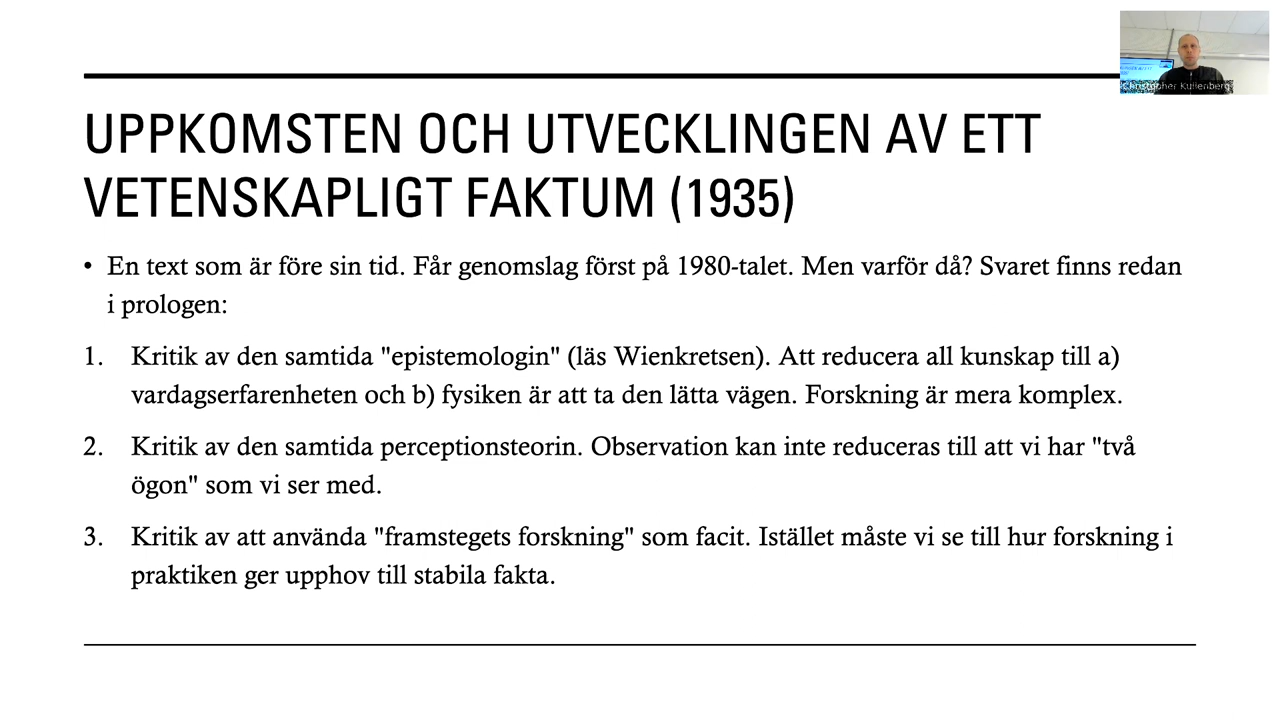 UPPKOMSTEN OCH UTVECKLINGEN AV ETT
VETENSKAPLIGT FAKTUM (1935)
• En text som är före sin tid. Får genomslag först på 1980-talet. Men varför då? Svaret finns redan
i prologen:
1. Kritik av den samtida "epistemologin" (läs Wienkretsen). Att reducera all kunskap till a)
vardagserfarenheten och b) fysiken är att ta den lätta vägen. Forskning är mera komplex.
2. Kritik av den samtida perceptionsteorin. Observation kan inte reduceras till att vi har "två
ögon" som vi ser med.
3. Kritik av att använda "framstegets forskning" som facit. Istället måste vi se till hur forskning i
praktiken ger upphov till stabila fakta.
Christopher Kullenberg